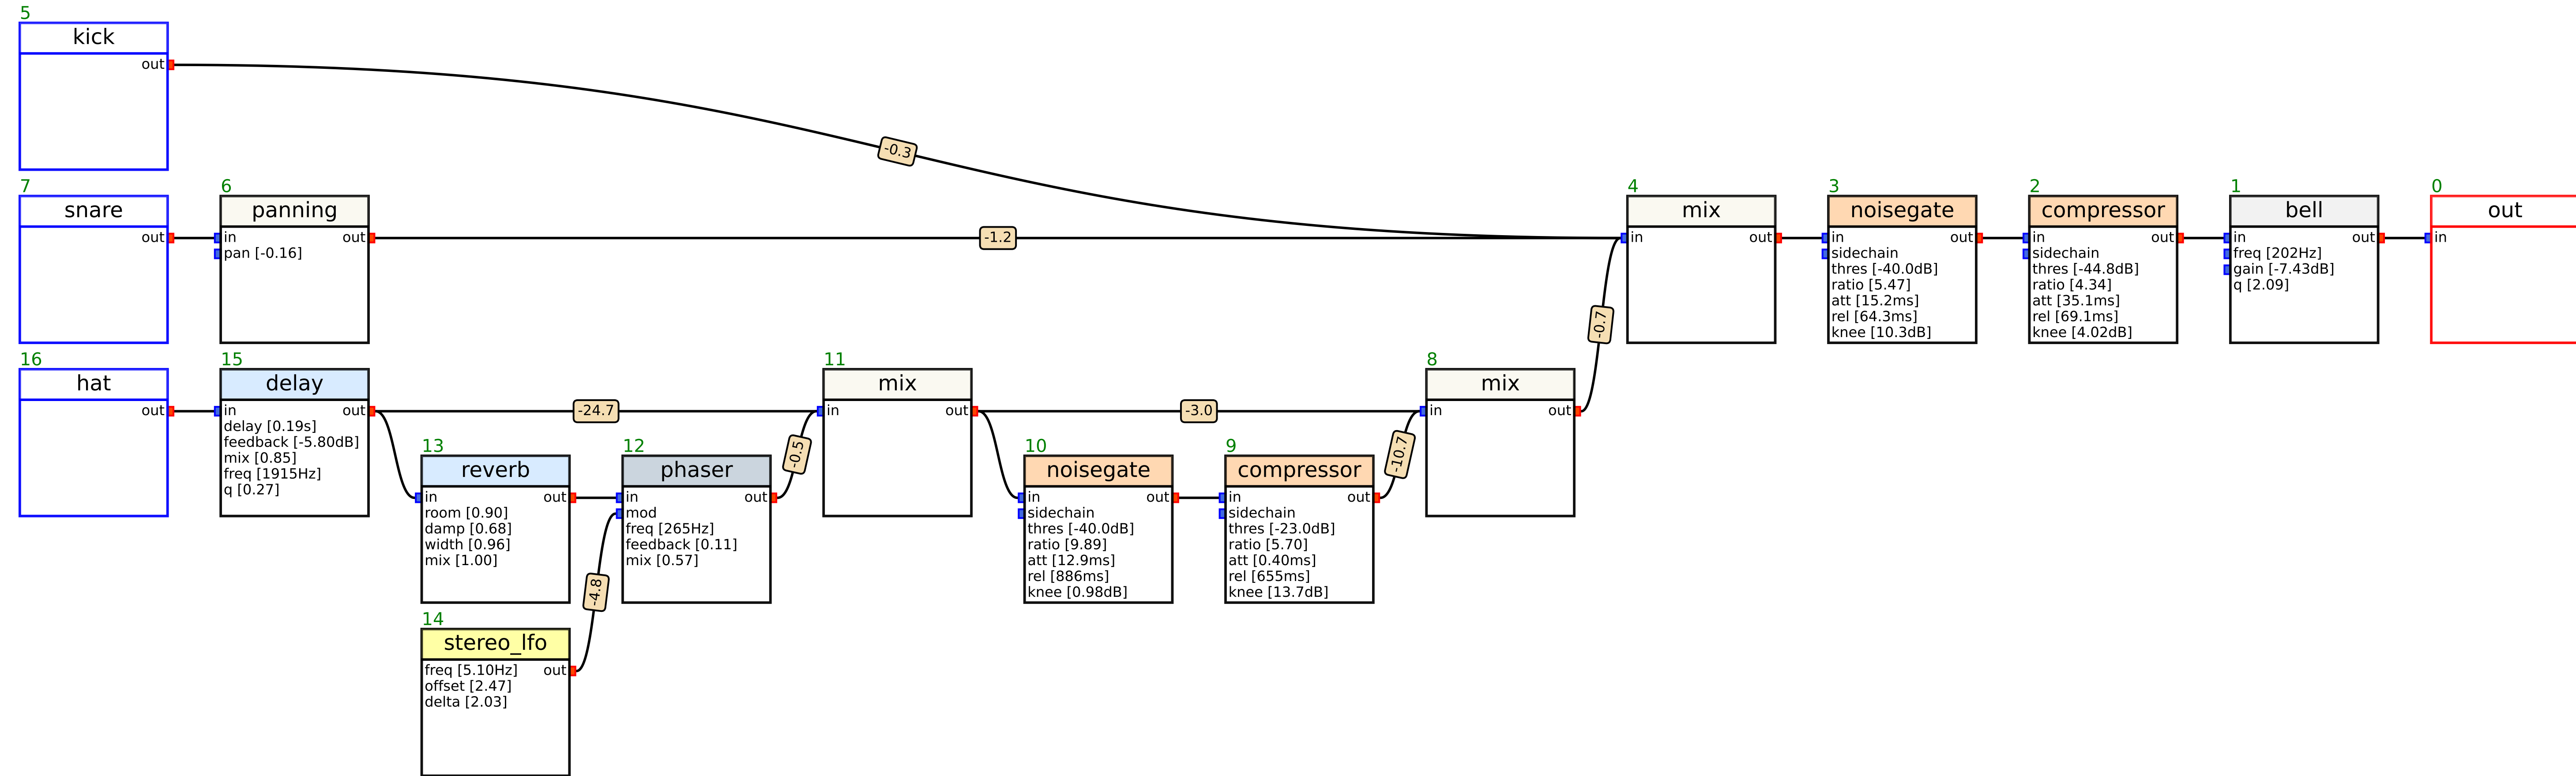 5
kick
out
-0.3
7
snare
out
6
panning
in out
pan [-0.16]
-1.2
4
mix
in out
3
noisegate
in out
sidechain
thres [-40.0dB]
ratio [5.47]
att [15.2ms]
rel [64.3ms]
knee [10.3dB]
2
compressor
in out
sidechain
thres [-44.8dB]
ratio [4.34]
att [35.1ms]
rel [69.1ms]
knee [4.02dB]
1
bell
in out
freq [202Hz]
gain [-7.43dB]
q [2.09]
0
out
in
-0.7
16
hat
out
15
delay
in out
delay [0.19s]
feedback [-5.80dB]
mix [0.85]
freq [1915Hz]
q [0.27]
-24.7
13
reverb
in out
room [0.90]
damp [0.68]
width [0.96]
mix [1.00]
12
phaser
in out
mod
freq [265Hz]
feedback [0.11]
mix [0.57]
-0.5
11
mix
in out
-3.0
10
noisegate
in out
sidechain
thres [-40.0dB]
ratio [9.89]
att [12.9ms]
rel [886ms]
knee [0.98dB]
9
compressor
in out
sidechain
thres [-23.0dB]
ratio [5.70]
att [0.40ms]
rel [655ms]
knee [13.7dB]
-10.7
8
mix
in out
-4.8
14
stereo_lfo
freq [5.10Hz] out
offset [2.47]
delta [2.03]